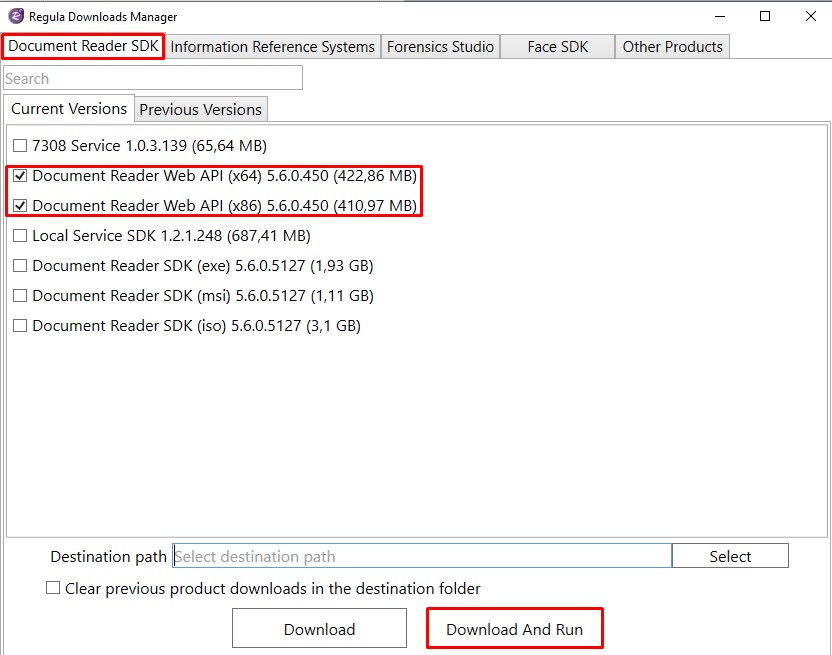 Regula Downloads Manager
Document Reader SDK Information Reference Systems Forensics Studio Face SDK Other Products
Search
Current Versions Previous Versions
7308 Service 1.0.3.139 (65,64 MB)
Document Reader Web API (x64) 5.6.0.450 (422,86 MB)
Document Reader Web API (x86) 5.6.0.450 (410,97 MB)
Local Service SDK 1.2.1.248 (687,41 MB)
Document Reader SDK (exe) 5.6.0.5127 (1,93 GB)
Document Reader SDK (msi) 5.6.0.5127 (1,11 GB)
Document Reader SDK (iso) 5.6.0.5127 (3,1 GB)
Destination path Select destination path Select
Clear previous product downloads in the destination folder
Download Download And Run